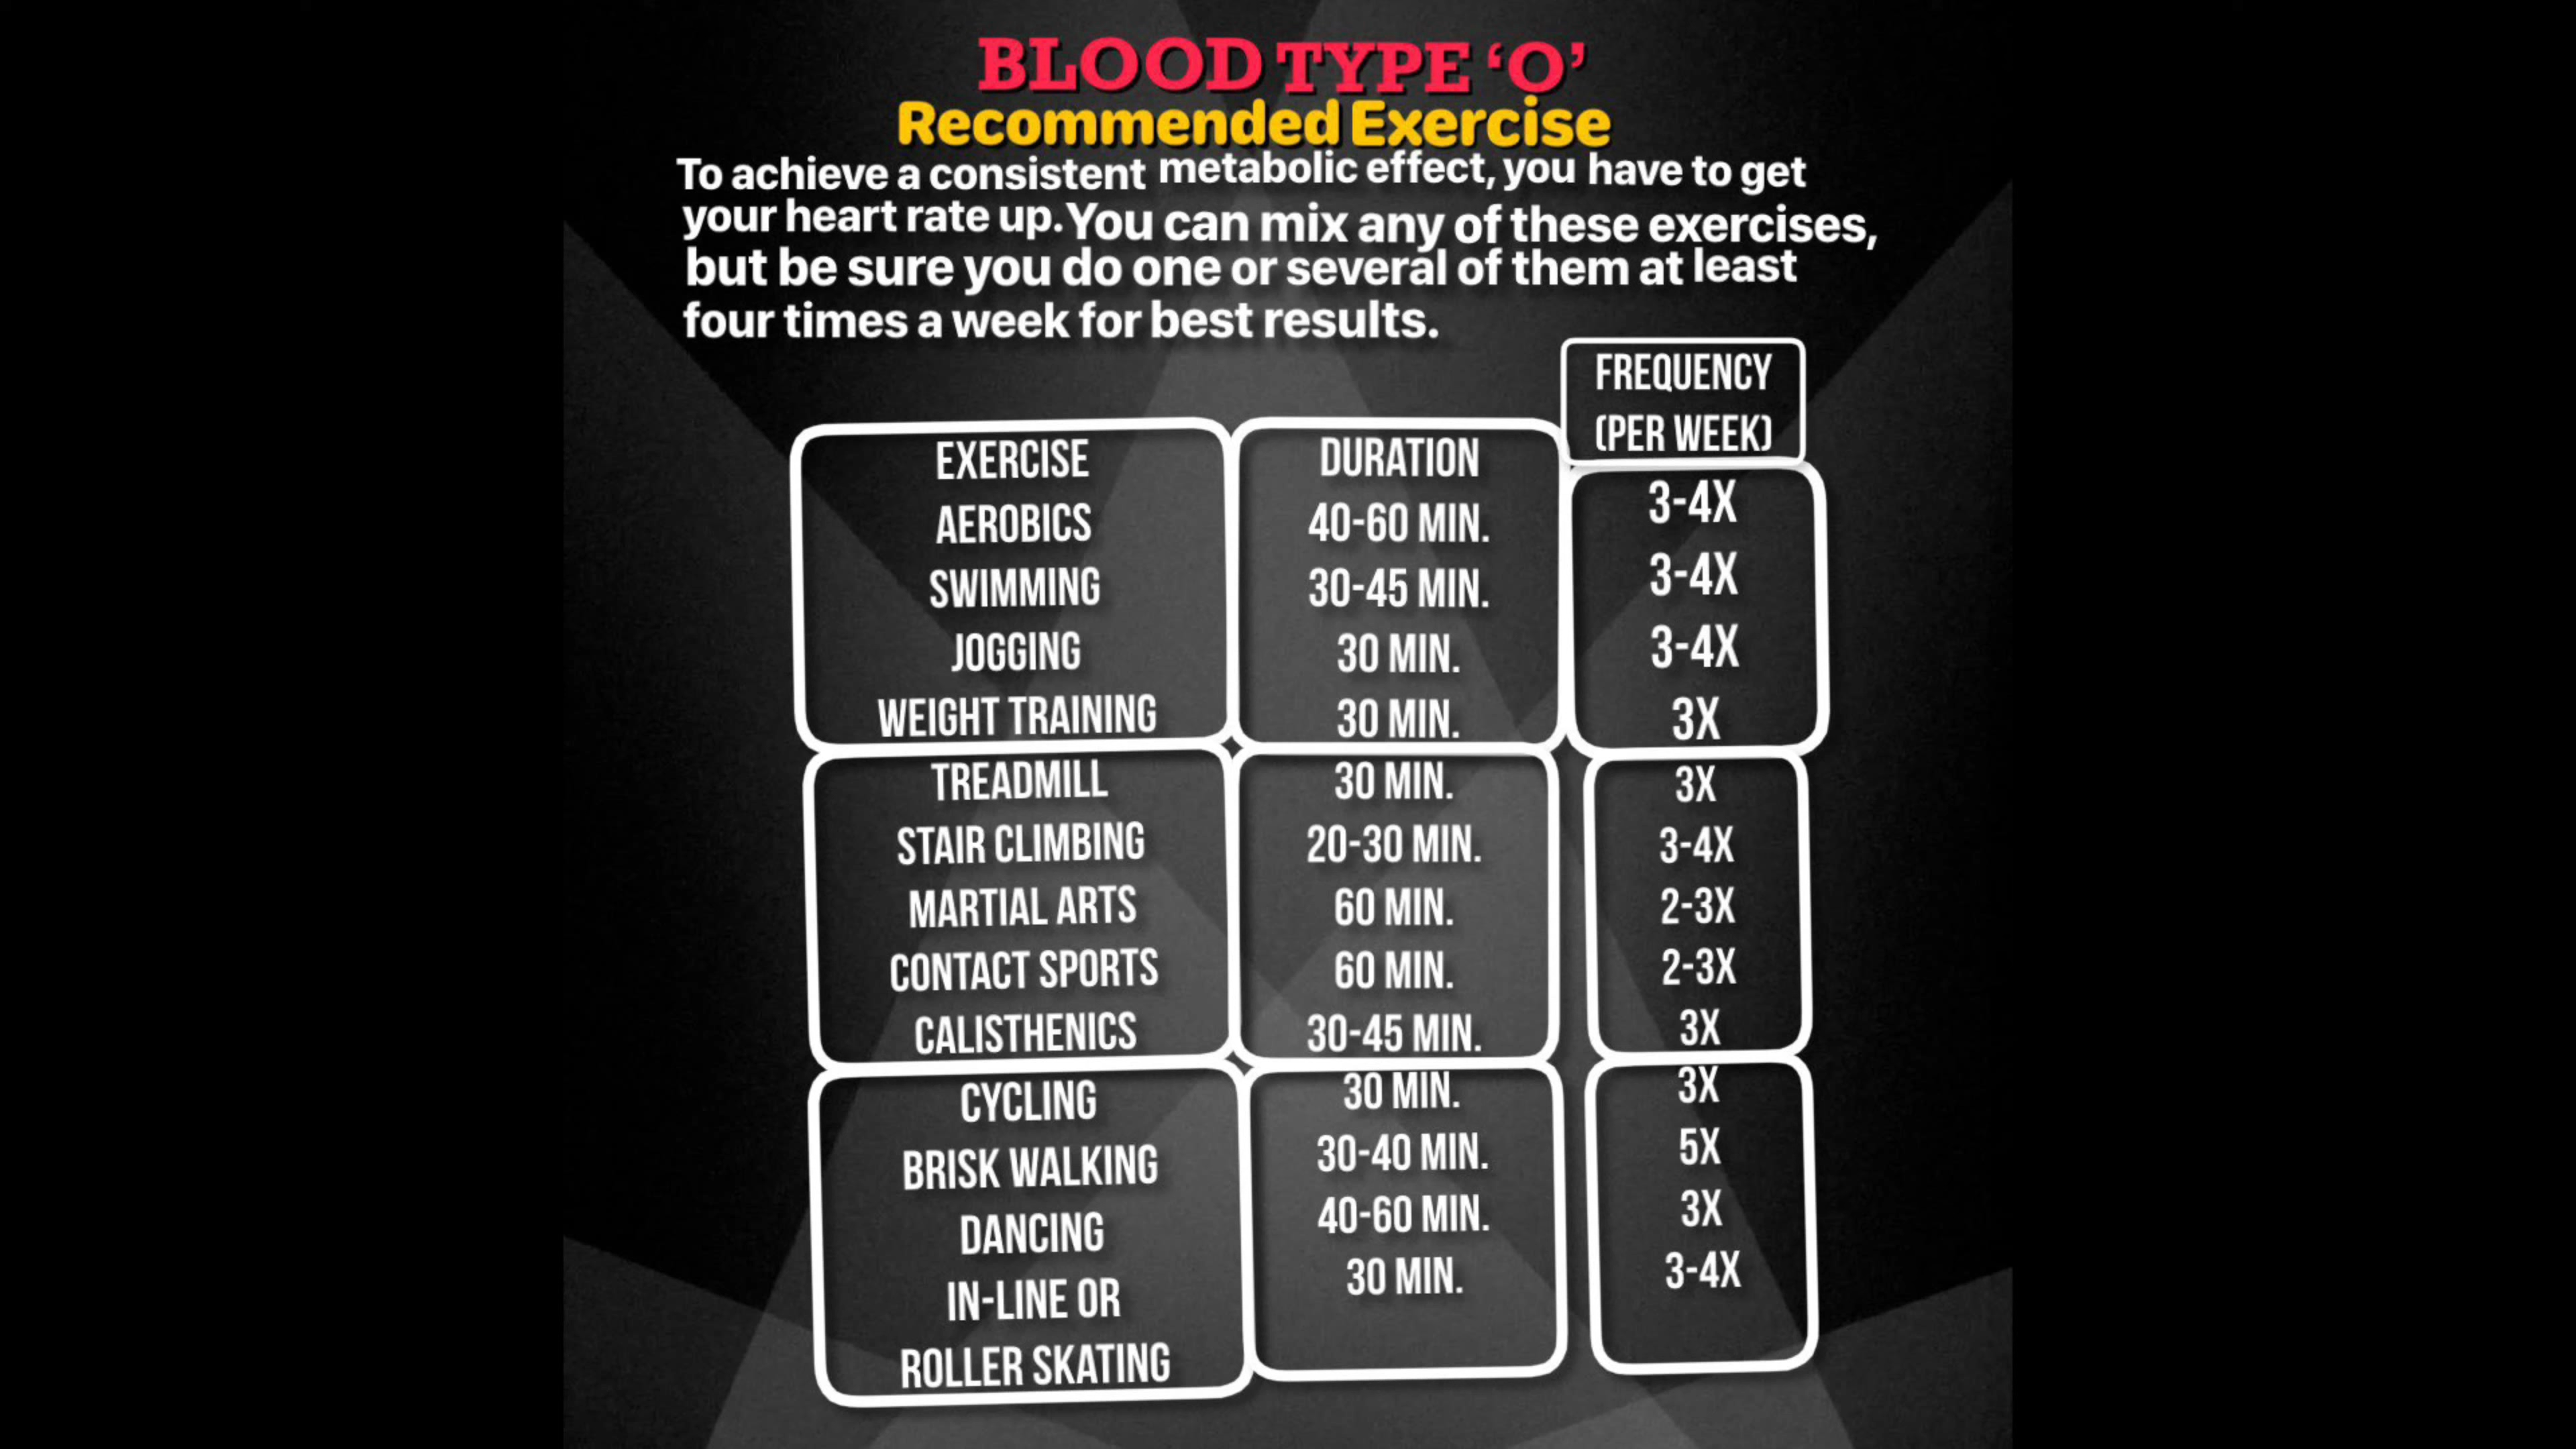 BLOOD TYPE ‘O’
Recommended Exercise
To achieve a consistent metabolic effect, you have to get
your heart rate up. You can mix any of these exercises,
but be sure you do one or several of them at least
four times a week for best results.
FREQUENCY
(PER WEEK)
EXERCISE DURATION
AEROBICS 40-60 MIN. 3-4X
SWIMMING 30-45 MIN. 3-4X
JOGGING 30 MIN. 3-4X
WEIGHT TRAINING 30 MIN. 3X
TREADMILL 30 MIN. 3X
STAIR CLIMBING 20-30 MIN. 3-4X
MARTIAL ARTS 60 MIN. 2-3X
CONTACT SPORTS 60 MIN. 2-3X
CALISTHENICS 30-45 MIN. 3X
CYCLING 30 MIN. 3X
BRISK WALKING 30-40 MIN. 5X
DANCING 40-60 MIN. 3X
IN-LINE OR 30 MIN. 3-4X
ROLLER SKATING